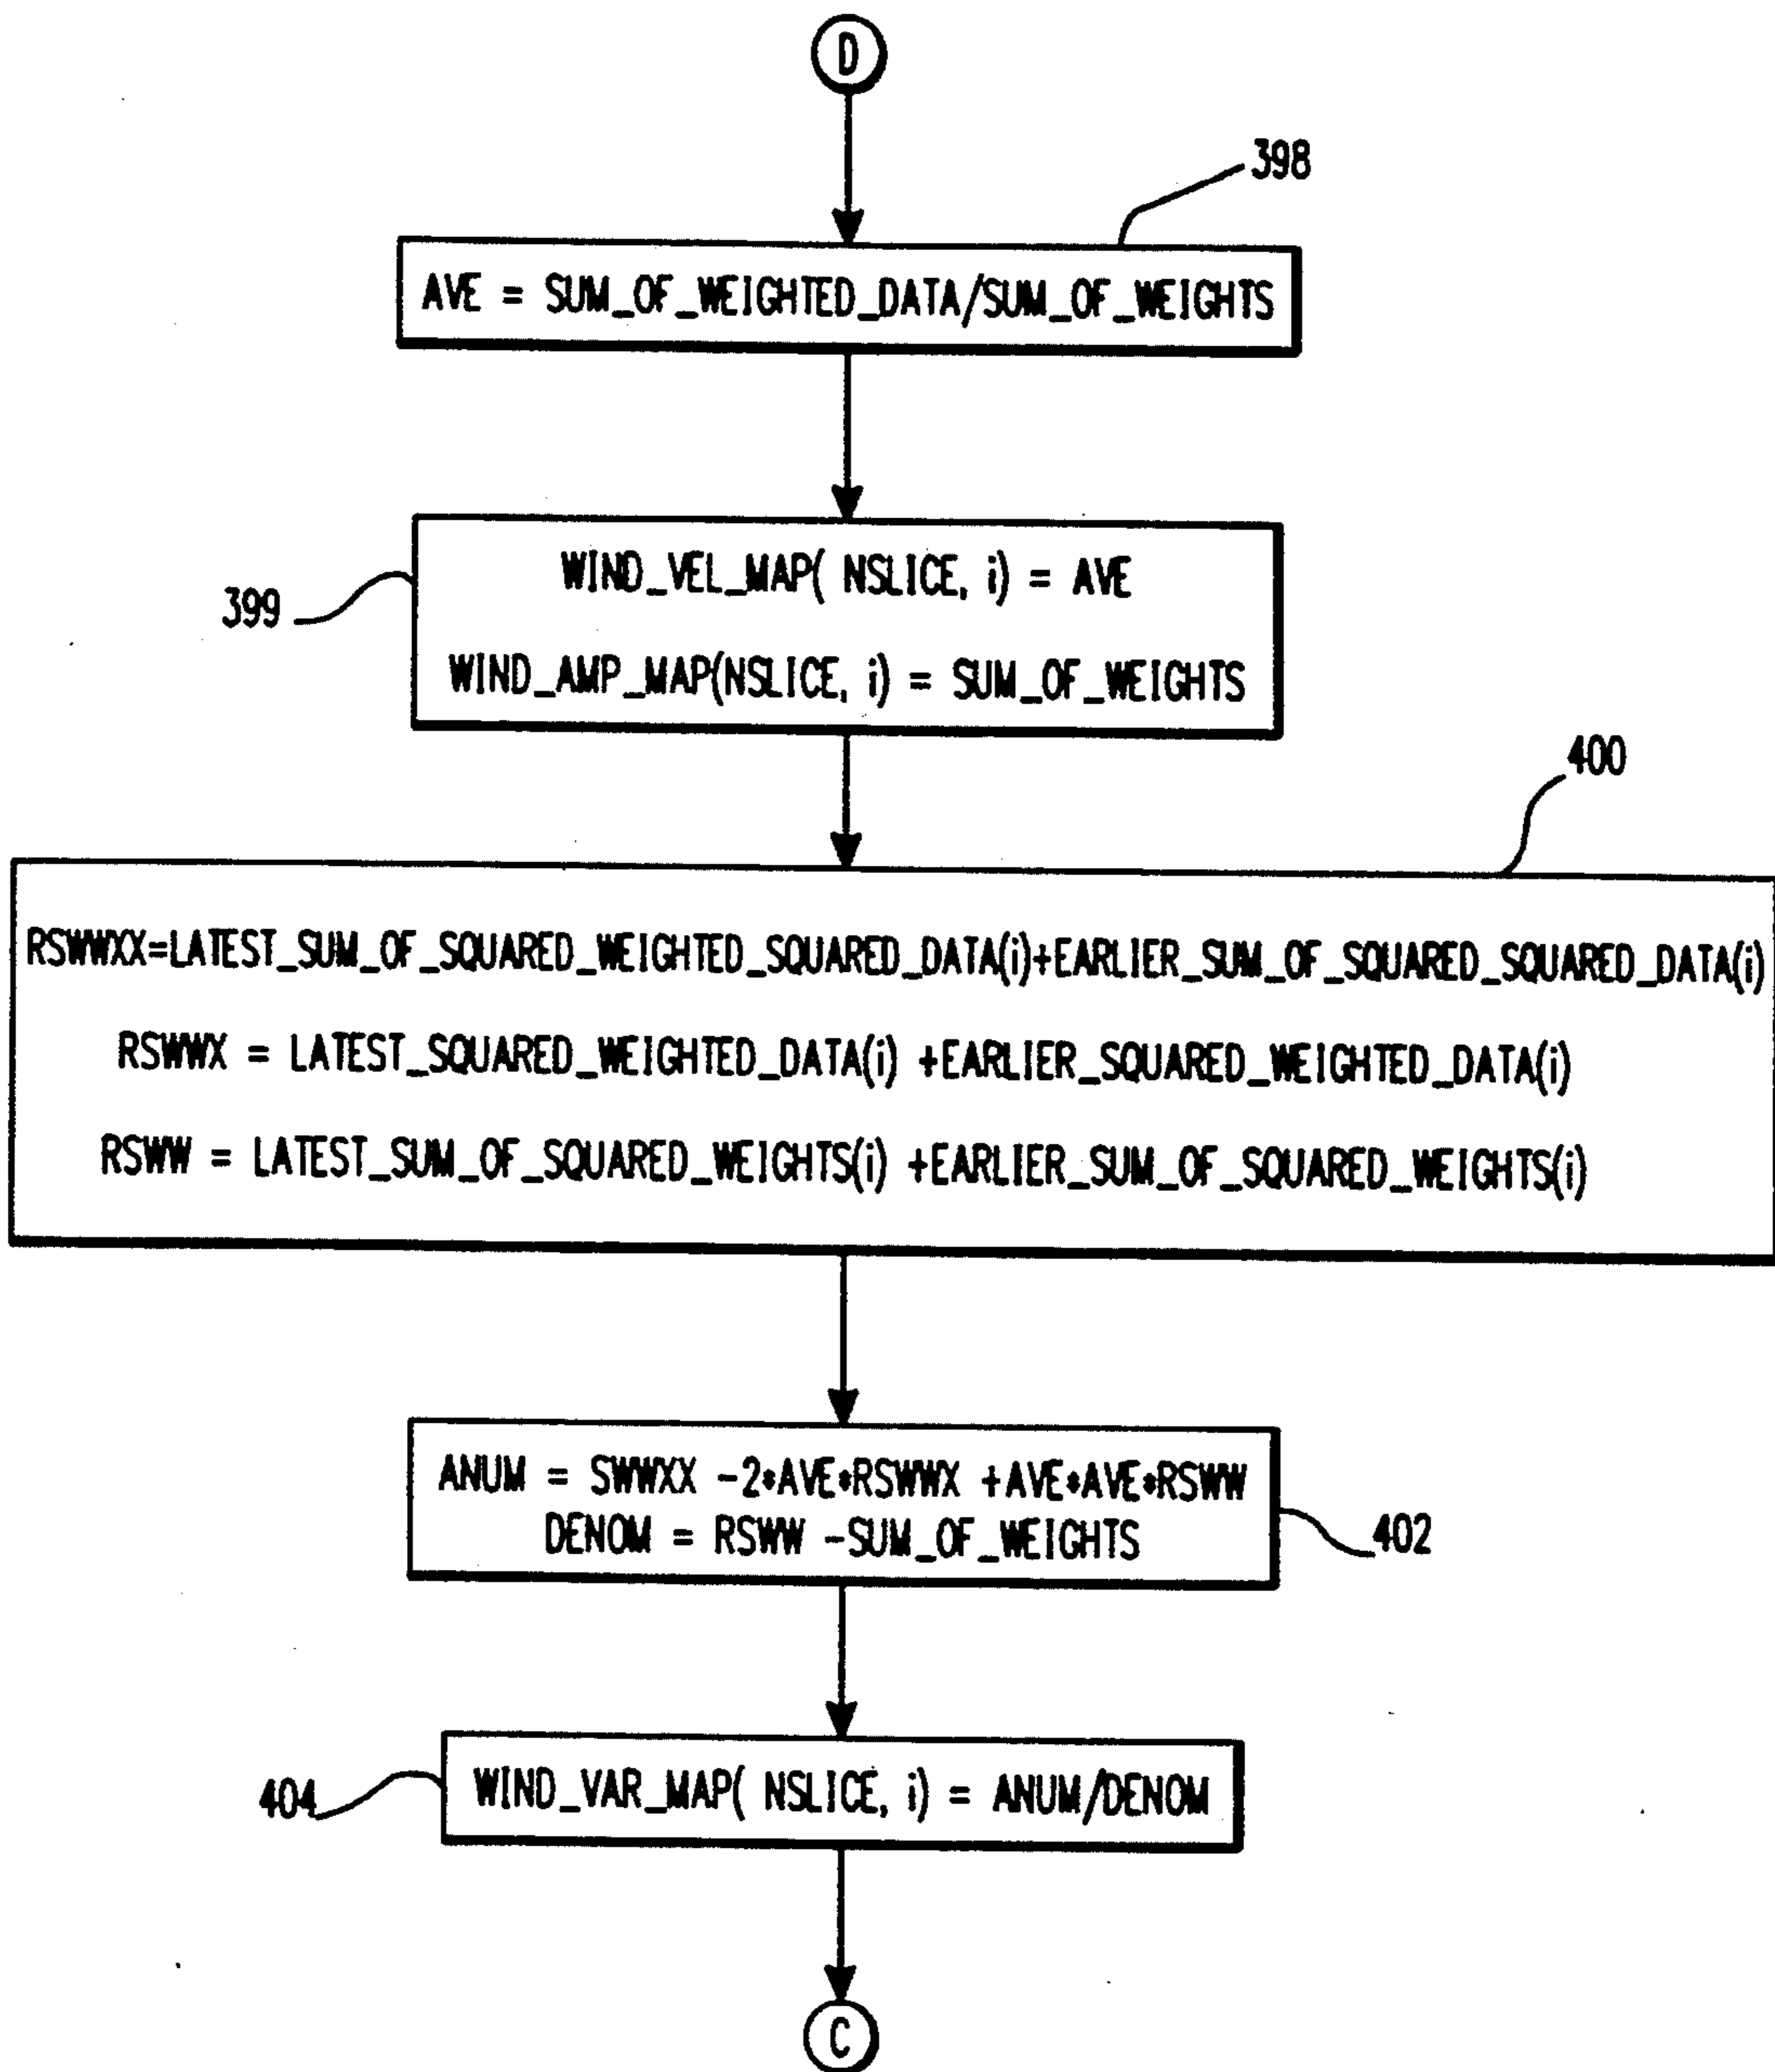 D
398
AVE = SUM_OF_WEIGHTED_DATA/SUM_OF_WEIGHTS
399
WIND_VEL_MAP( NSLICE, i) = AVE
WIND_AMP_MAP(NSLICE, i) = SUM_OF_WEIGHTS
400
RSWWXX=LATEST_SUM_OF_SQUARED_WEIGHTED_SQUARED_DATA(i)+EARLIER_SUM_OF_SQUARED_SQUARED_DATA(i)
RSWWX = LATEST_SQUARED_WEIGHTED_DATA(i) +EARLIER_SQUARED_WEIGHTED_DATA(i)
RSWW = LATEST_SUM_OF_SQUARED_WEIGHTS(i) +EARLIER_SUM_OF_SQUARED_WEIGHTS(i)
ANUM = SWWXX -2*AVE*RSWWX +AVE*AVE*RSWW
DENOM = RSWW -SUM_OF_WEIGHTS
402
404
WIND_VAR_MAP( NSLICE, i) = ANUM/DENOM
C